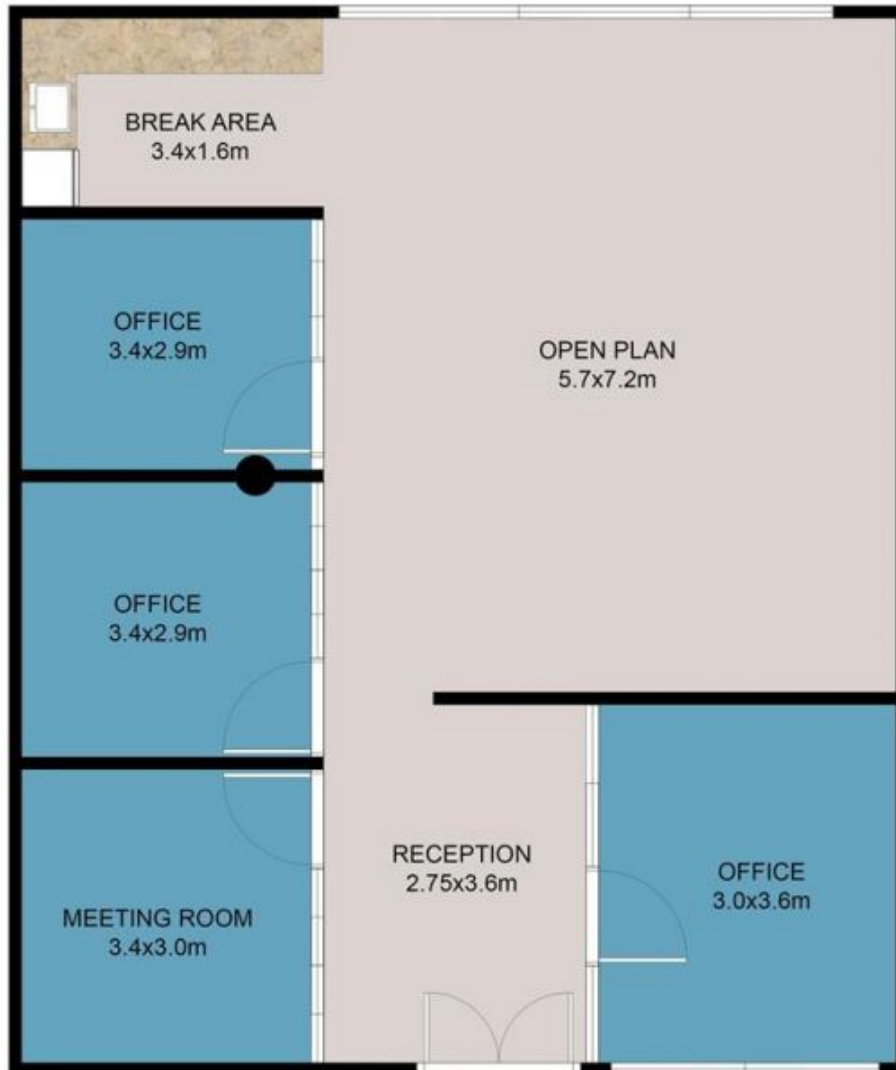 BREAK AREA
3.4x1.6m
OFFICE
3.4x2.9m
OPEN PLAN
5.7x7.2m
OFFICE
3.4x2.9m
RECEPTION
2.75x3.6m
OFFICE
3.0x3.6m
MEETING ROOM
3.4x3.0m